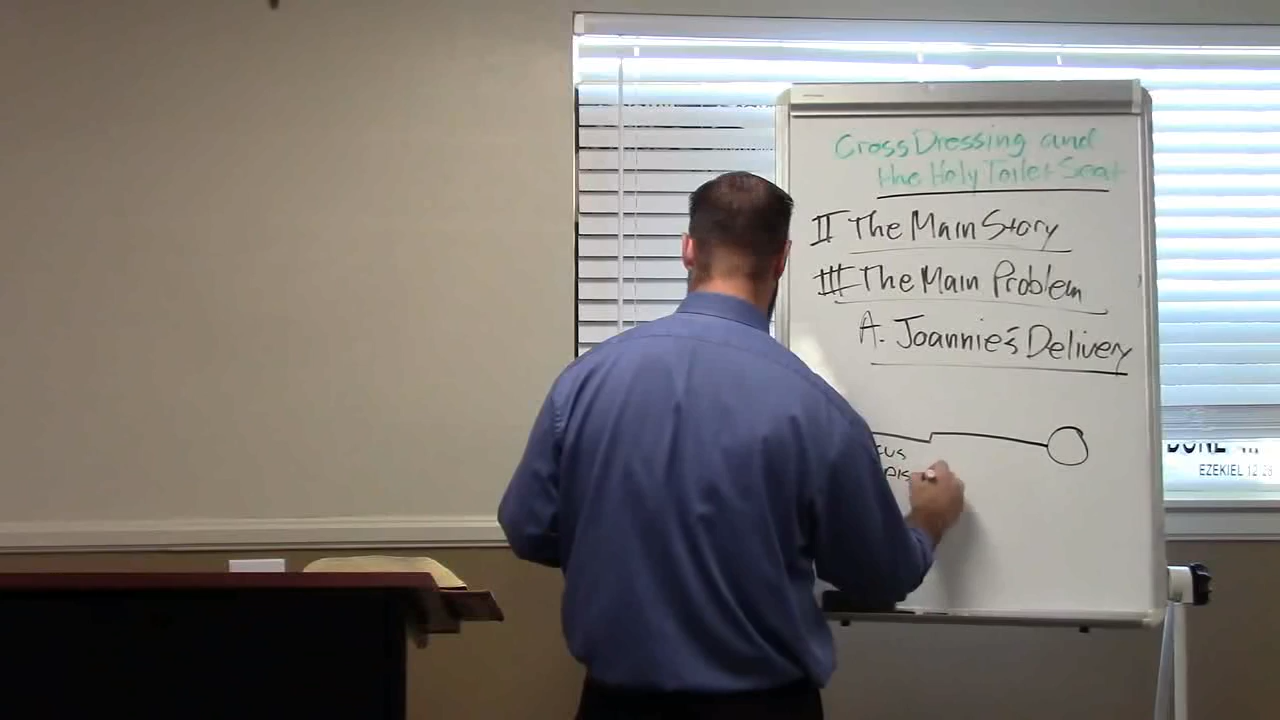 Cross Dressing and
the Holy Toilet Seat
II The Main Story
III The Main Problem
A. Joannie's Delivery
EZEKIEL 12:28